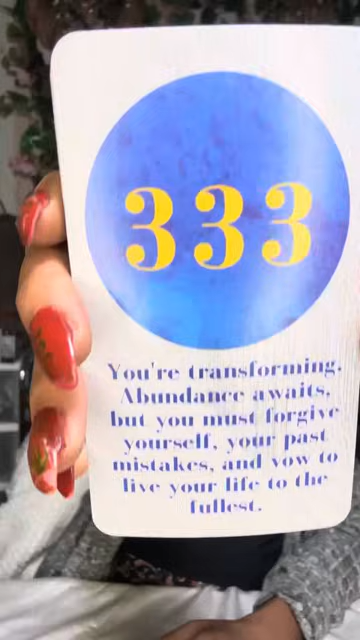 333
You're transforming.
Abundance awaits,
but you must forgive
yourself, your past
mistakes, and vow to
live your life to the
fullest.